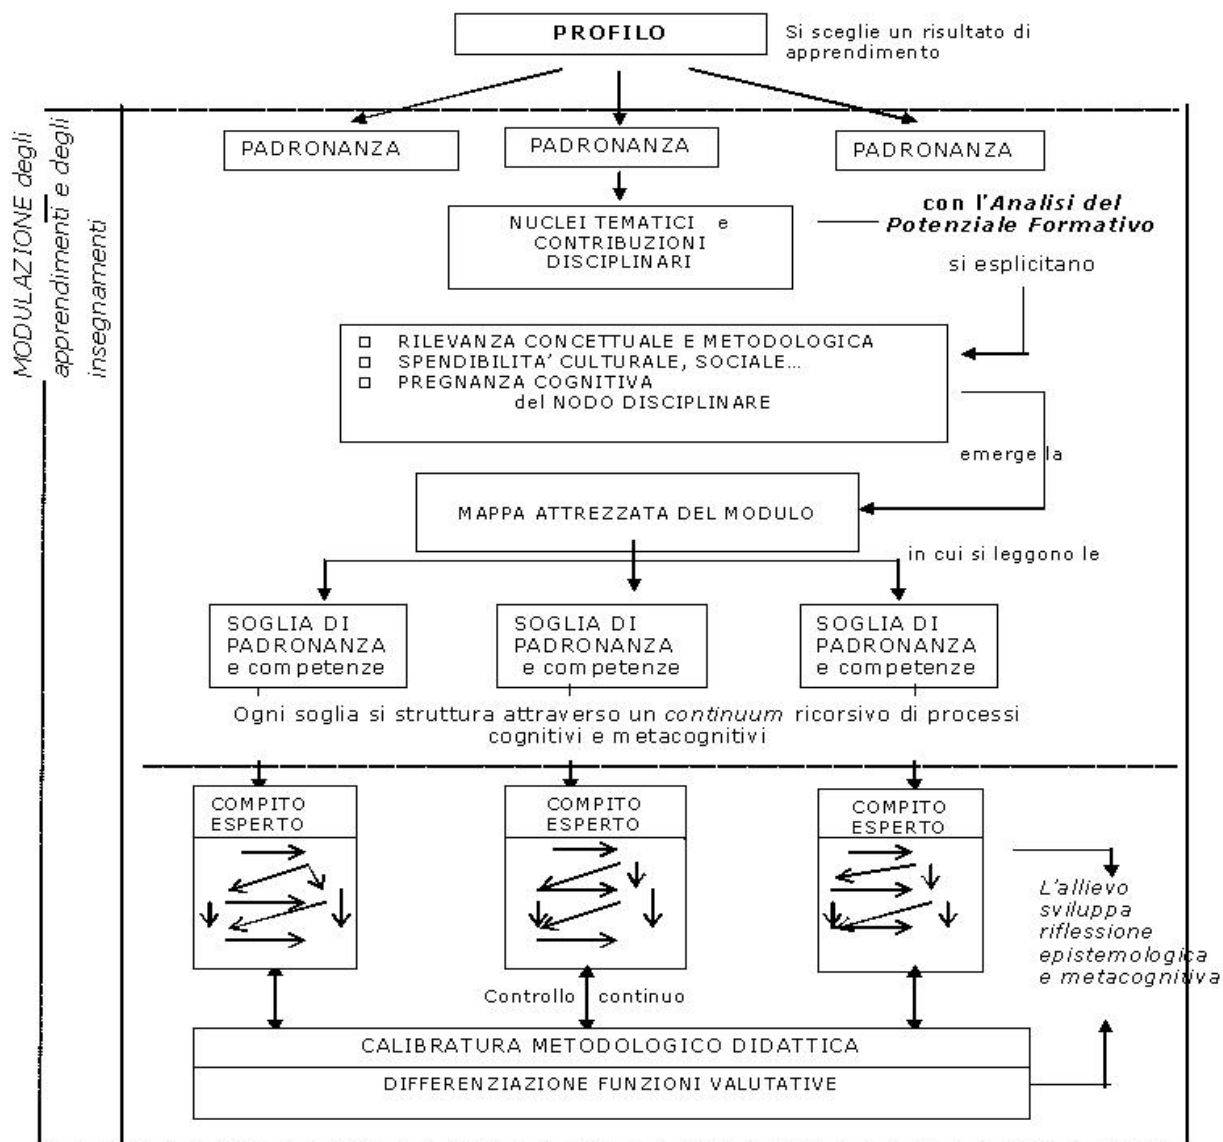 PROFILO
Si sceglie un risultato di
apprendimento
MODULAZIONE degli
apprendimenti e degli
insegnamenti
PADRONANZA
PADRONANZA
PADRONANZA
NUCLEI TEMATICI e
CONTRIBUZIONI
DISCIPLINARI
con l'Analisi del
Potenziale Formativo
si esplicitano
RILEVANZA CONCETTUALE E METODOLOGICA
SPENDIBILITA' CULTURALE, SOCIALE...
PREGNANZA COGNITIVA
del NODO DISCIPLINARE
emerge la
MAPPA ATTREZZATA DEL MODULO
in cui si leggono le
SOGLIA DI
PADRONANZA
e competenze
SOGLIA DI
PADRONANZA
e competenze
SOGLIA DI
PADRONANZA
e competenze
Ogni soglia si struttura attraverso un continuum ricorsivo di processi
cognitivi e metacognitivi
COMPITO
ESPERTO
COMPITO
ESPERTO
COMPITO
ESPERTO
L'allievo
sviluppa
riflessione
epistemologica
e metacognitiva
Controllo continuo
CALIBRATURA METODOLOGICO DIDATTICA
DIFFERENZIAZIONE FUNZIONI VALUTATIVE